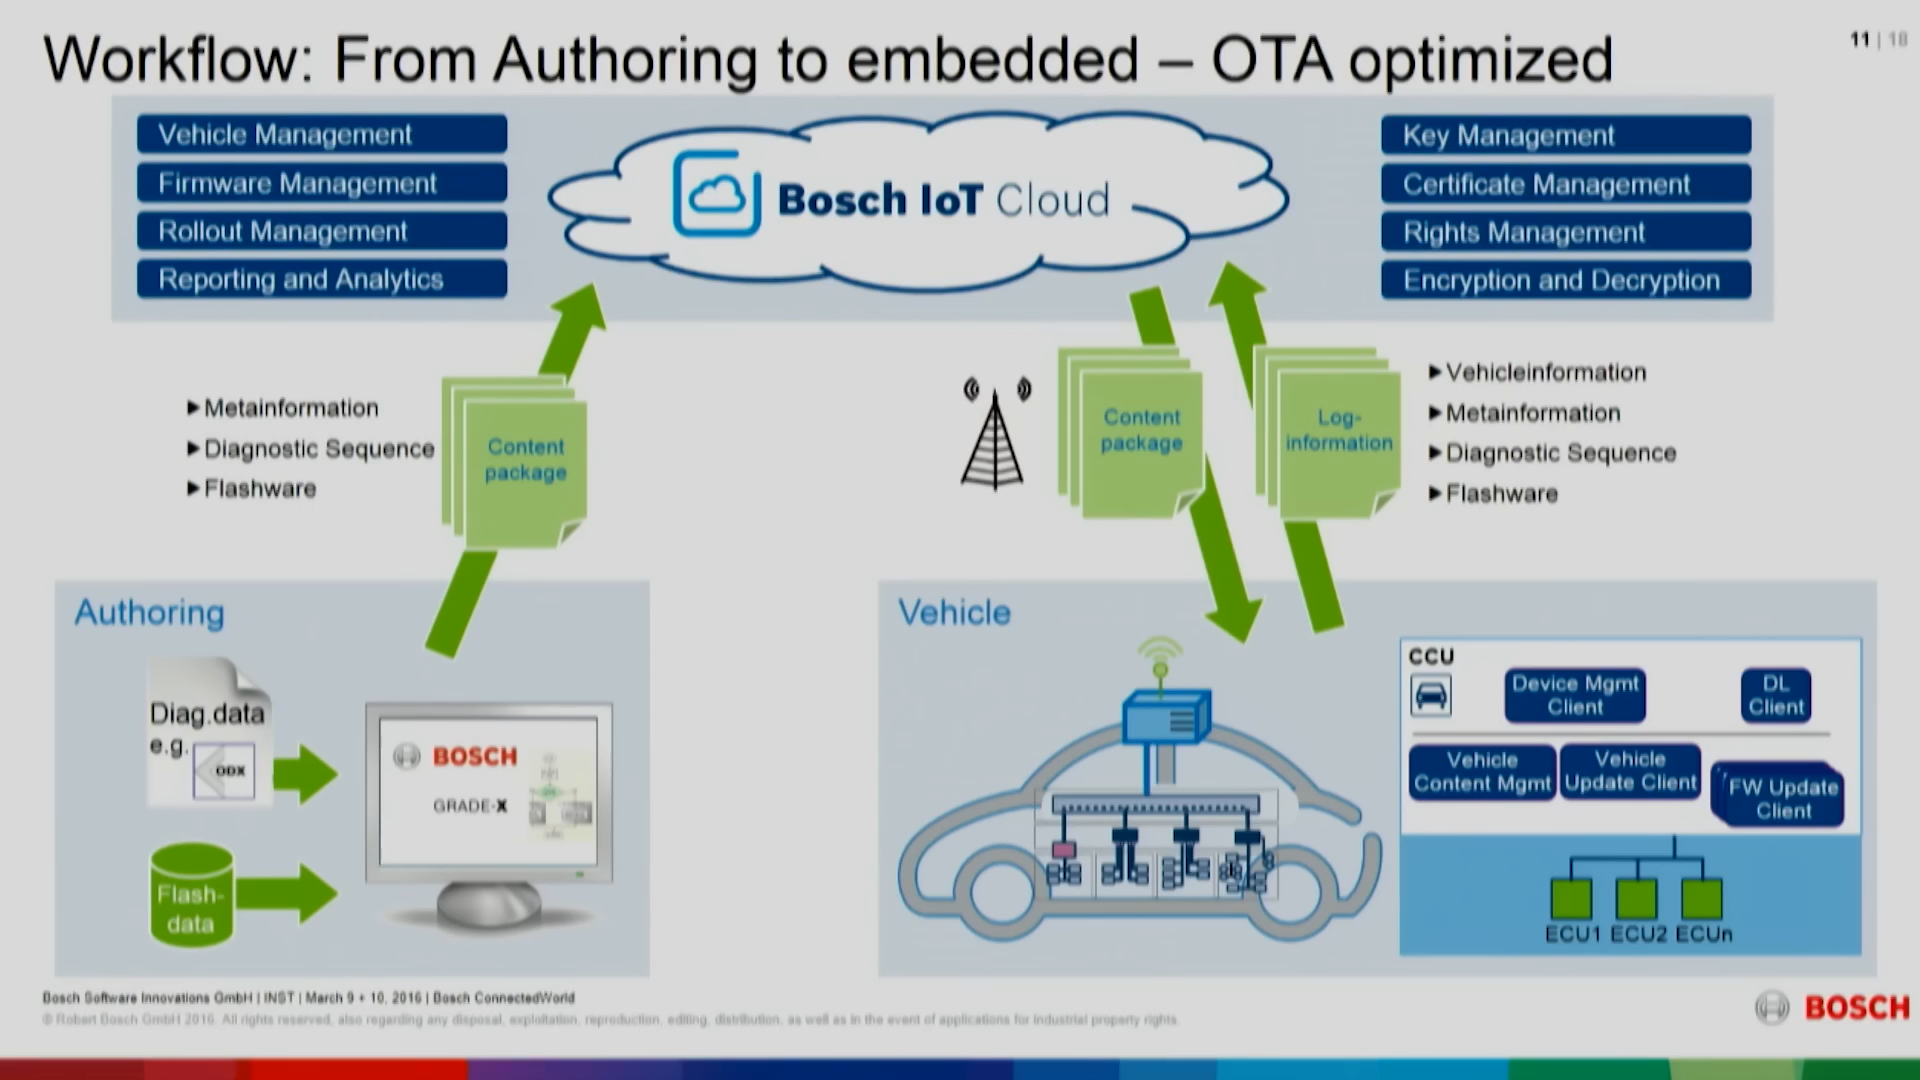 Workflow: From Authoring to embedded – OTA optimized
11 | 18
Vehicle Management
Firmware Management
Rollout Management
Reporting and Analytics
Bosch IoT Cloud
Key Management
Certificate Management
Rights Management
Encryption and Decryption
Metainformation
Diagnostic Sequence
Flashware
Content
package
Content
package
Log-
information
Vehicleinformation
Metainformation
Diagnostic Sequence
Flashware
Authoring
Diag.data
e.g.
ODX
Flash-
data
BOSCH
GRADE-X
Vehicle
CCU
Device Mgmt
Client
DL
Client
Vehicle
Content Mgmt
Vehicle
Update Client
FW Update
Client
ECU1 ECU2 ECUn
Bosch Software Innovations GmbH | INST | March 9 + 10, 2016 | Bosch ConnectedWorld
© Robert Bosch GmbH 2016. All rights reserved, also regarding any disposal, exploitation, reproduction, editing, distribution, as well as in the event of applications for industrial property rights.
BOSCH